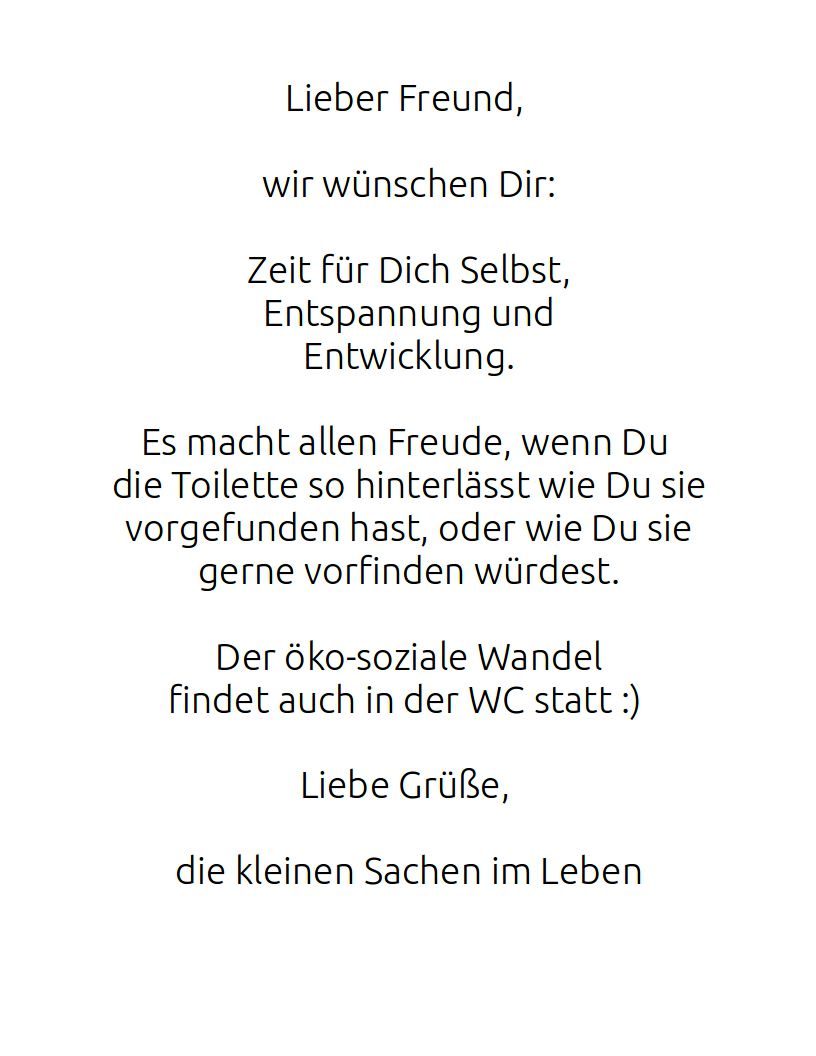 Lieber Freund,
wir wünschen Dir:
Zeit für Dich Selbst,
Entspannung und
Entwicklung.
Es macht allen Freude, wenn Du
die Toilette so hinterlässt wie Du sie
vorgefunden hast, oder wie Du sie
gerne vorfinden würdest.
Der öko-soziale Wandel
findet auch in der WC statt :)
Liebe Grüße,
die kleinen Sachen im Leben